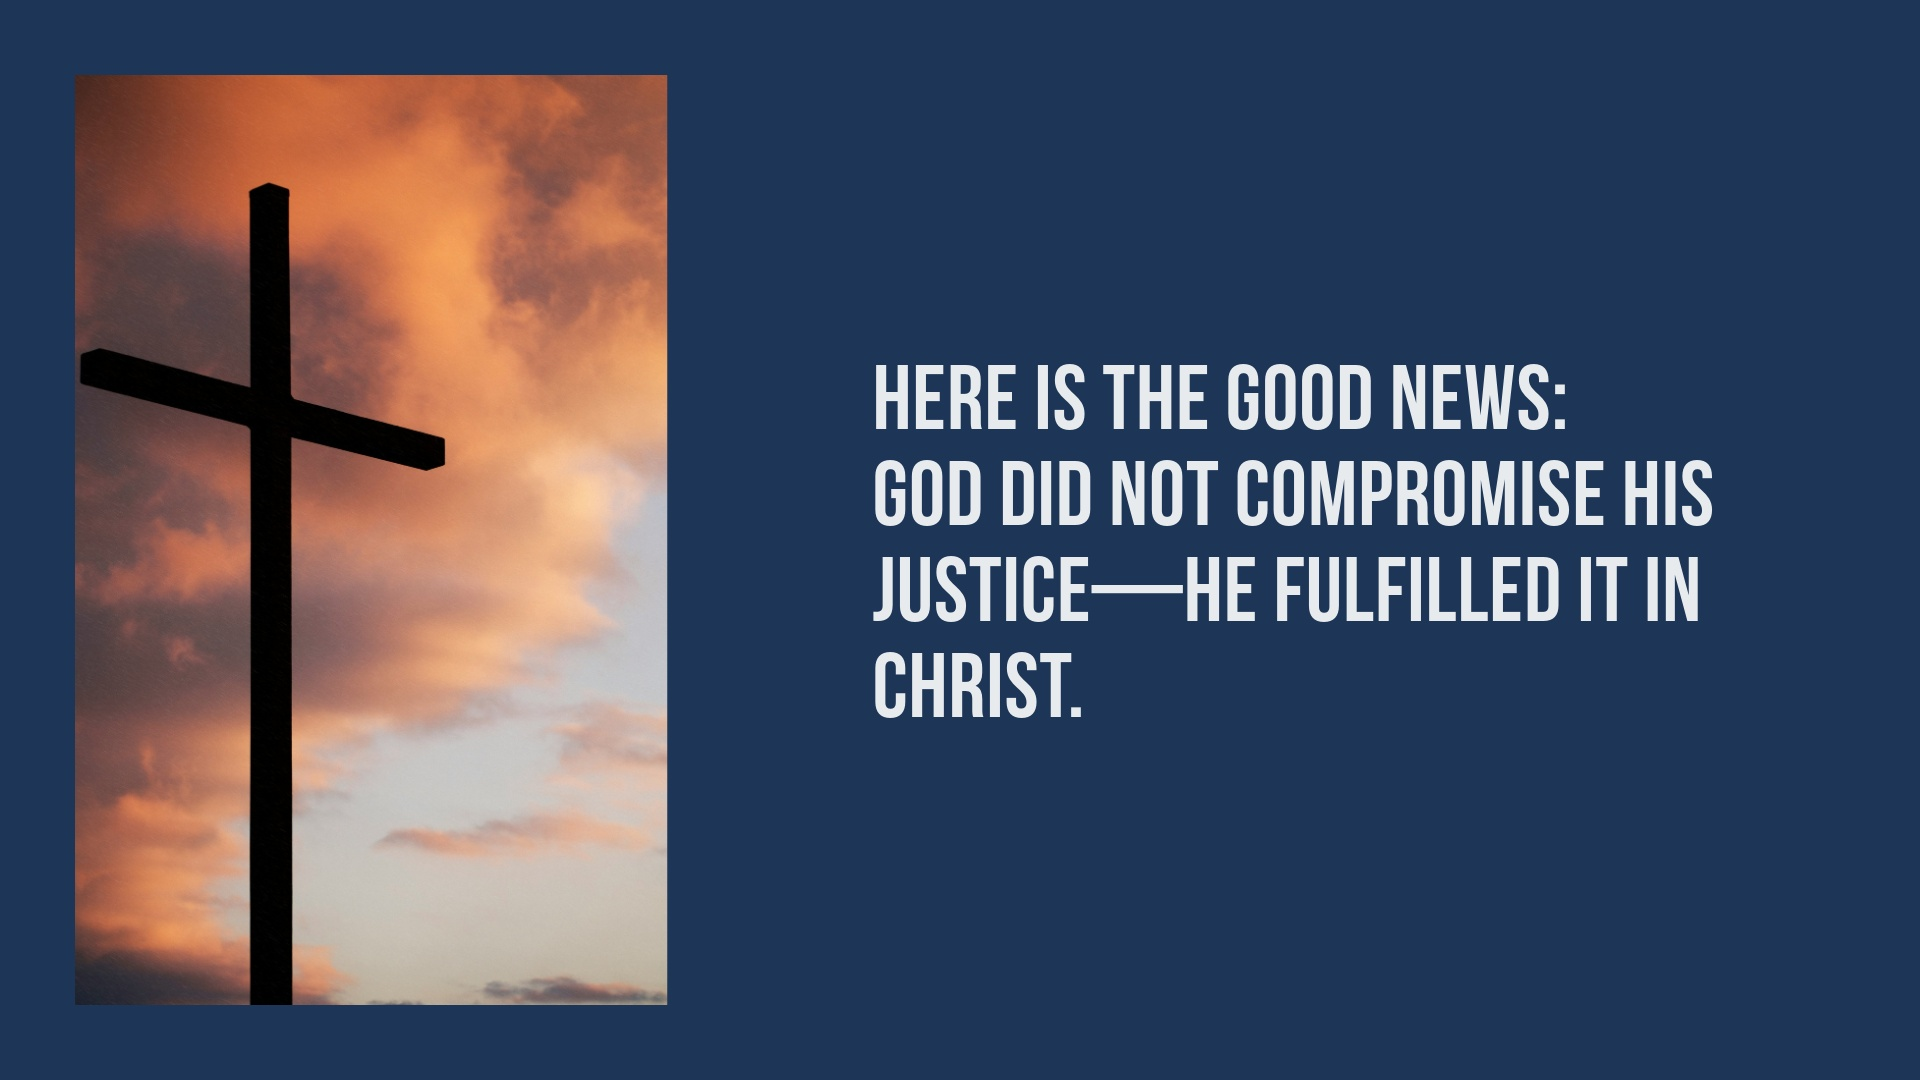 HERE IS THE GOOD NEWS:
GOD DID NOT COMPROMISE HIS
JUSTICE—HE FULFILLED IT IN
CHRIST.